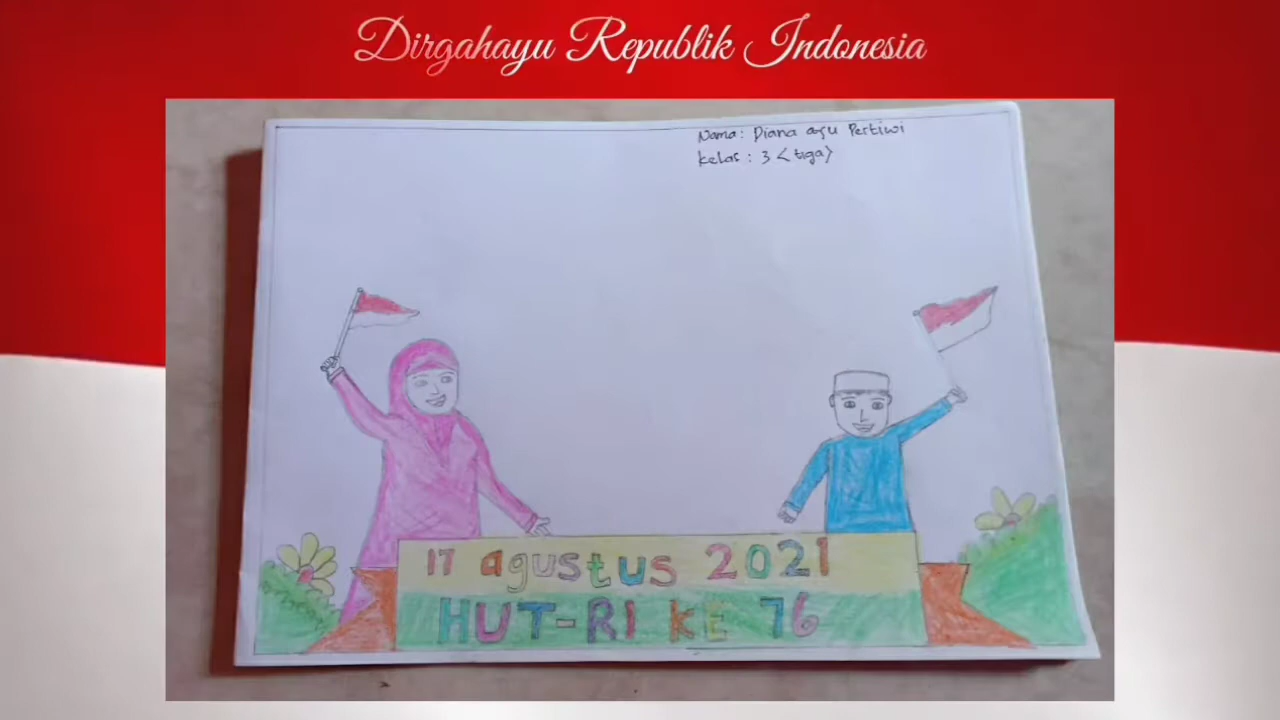 Dirgahayu Republik Indonesia
Nama: Diana ayu Pertiwi
kelas : 3 <tiga>
17 agustus 2021
HUT-RI KE 76